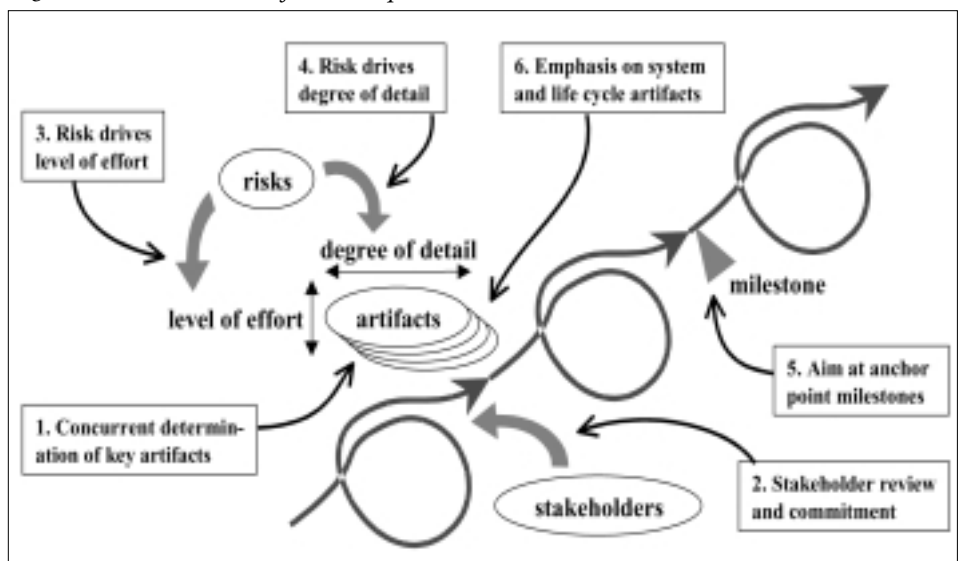 4. Risk drives
degree of detail
6. Emphasis on system
and life cycle artifacts
3. Risk drives
level of effort
risks
degree of detail
milestone
level of effort
artifacts
5. Aim at anchor
point milestones
1. Concurrent determin-
ation of key artifacts
stakeholders
2. Stakeholder review
and commitment